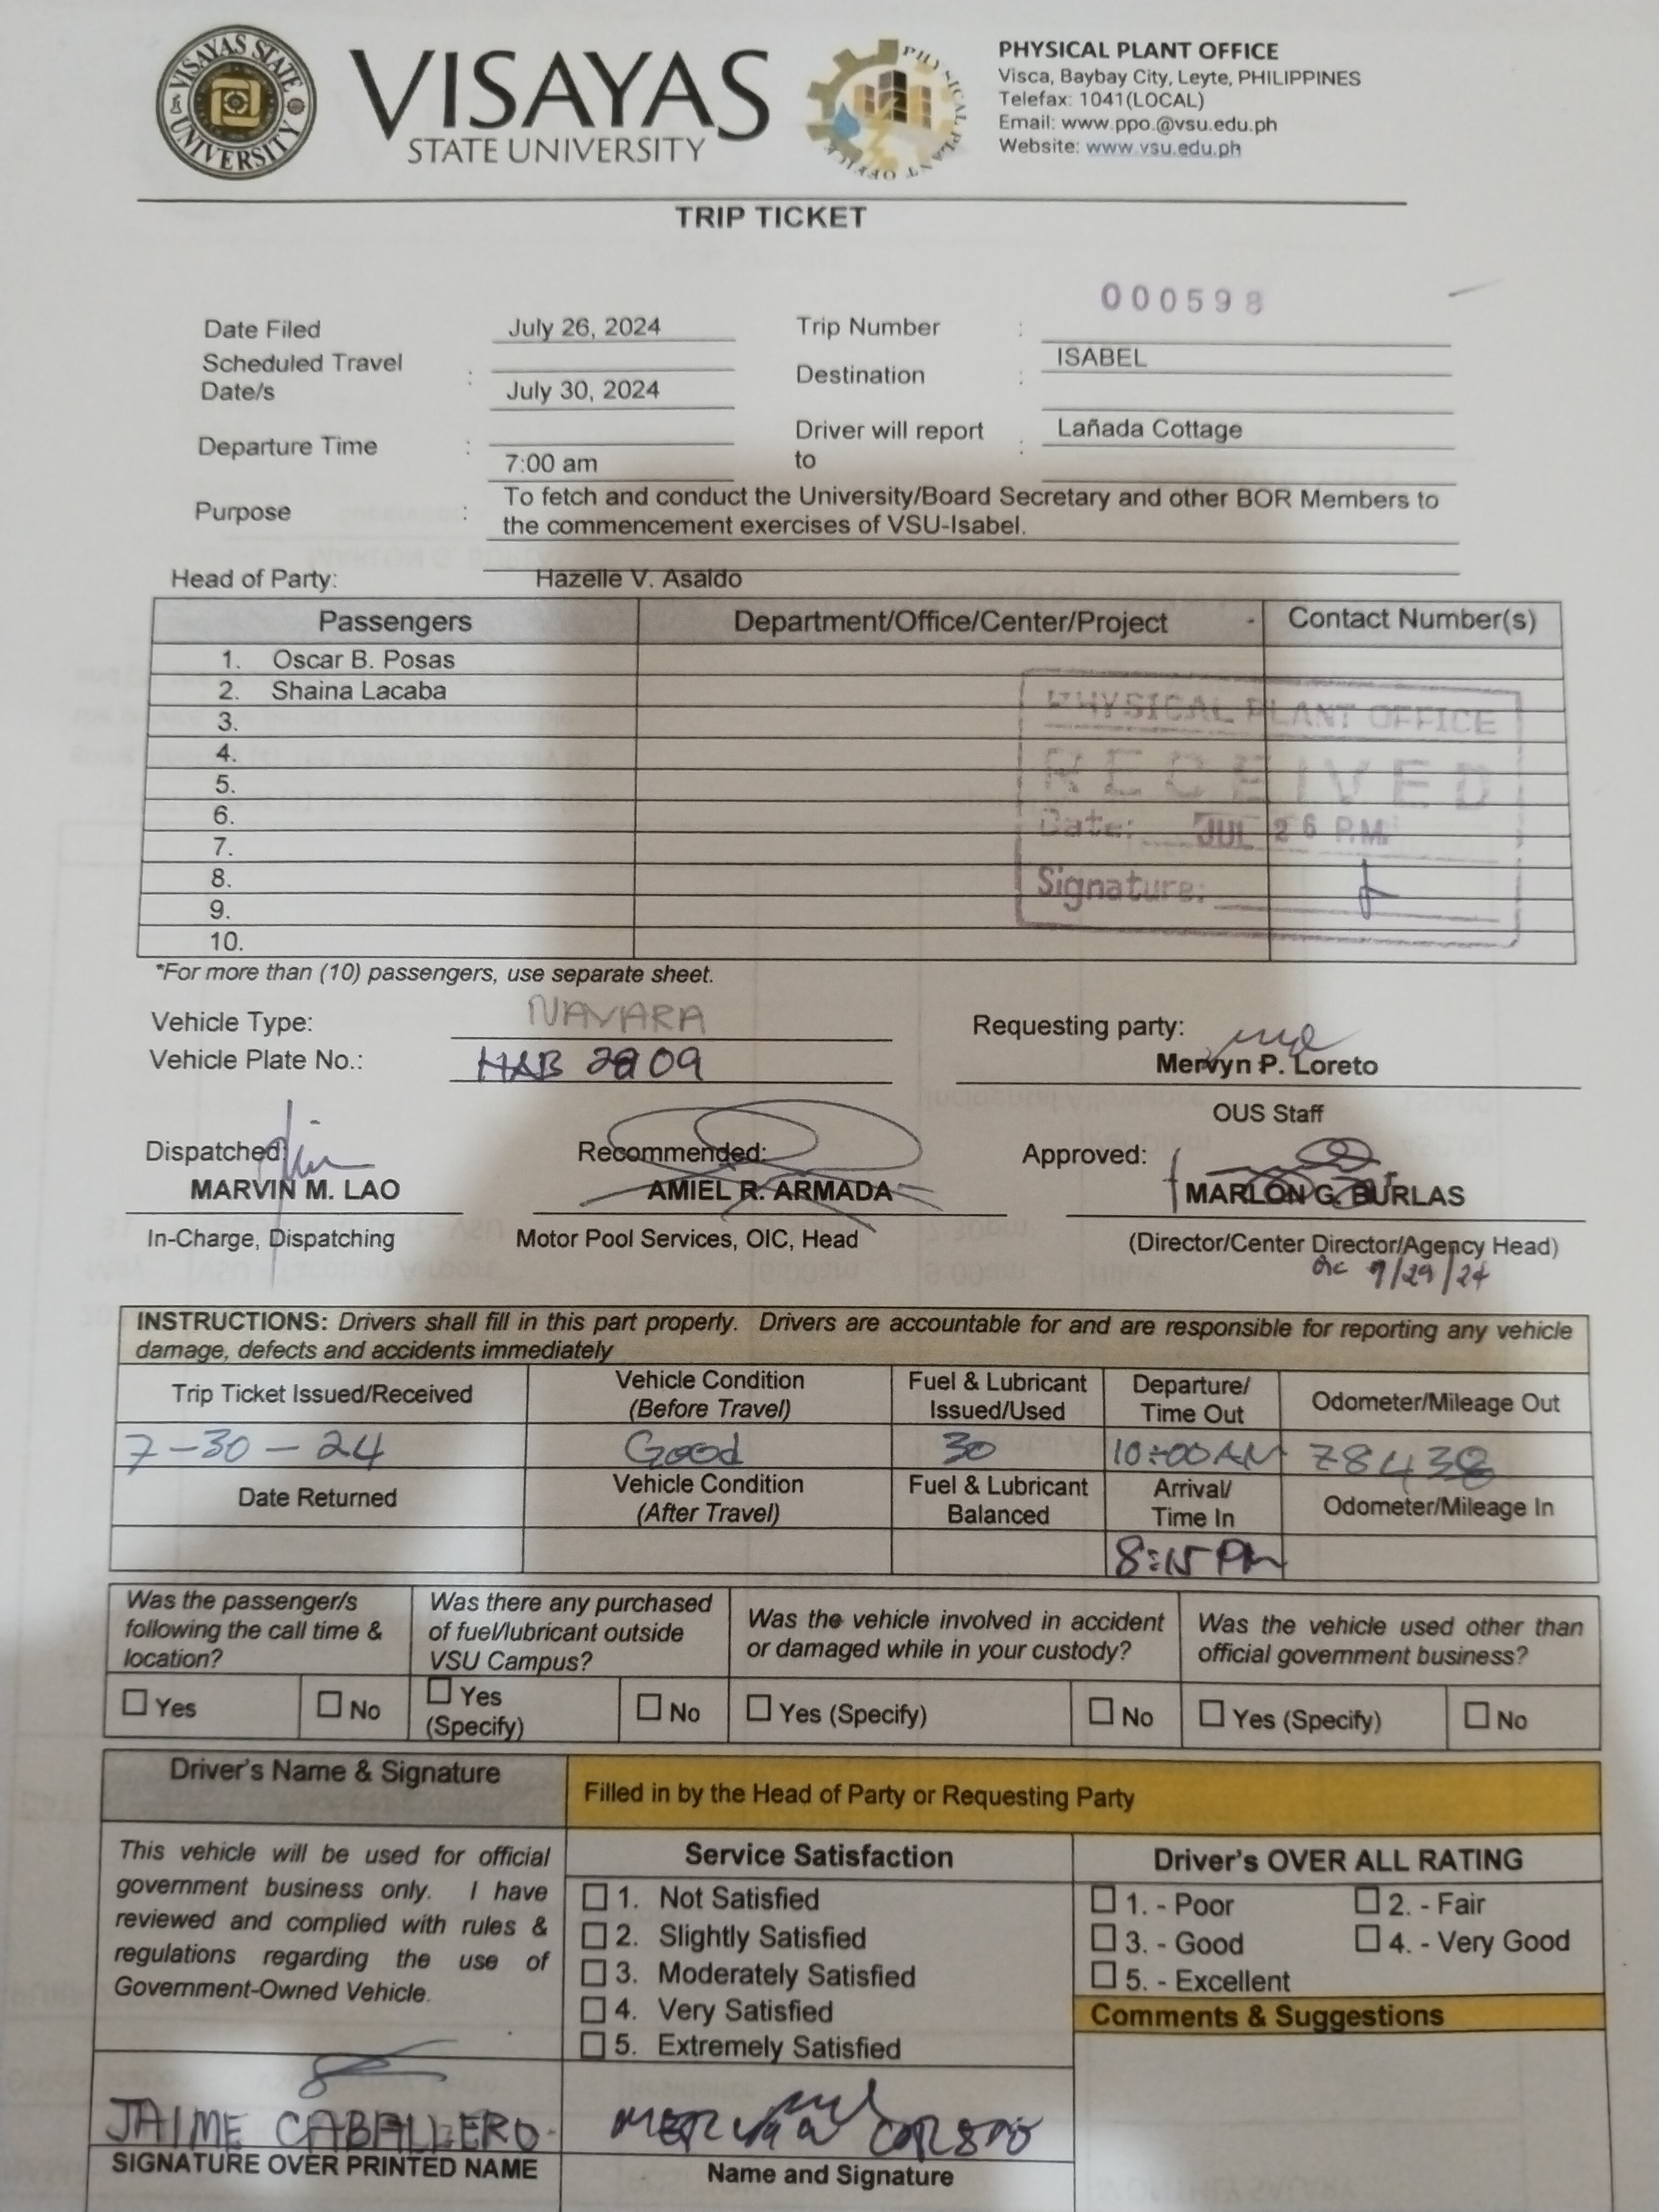 VISAYAS STATE UNIVERSITY
VISAYAS
STATE UNIVERSITY
PHYSICAL PLANT OFFICE
PHYSICAL PLANT OFFICE
Visca, Baybay City, Leyte, PHILIPPINES
Telefax: 1041(LOCAL)
Email: www.ppo.@vsu.edu.ph
Website: www.vsu.edu.ph
TRIP TICKET
000598
Date Filed July 26, 2024 Trip Number :
Scheduled Travel Date/s : July 30, 2024 Destination : ISABEL
Departure Time : 7:00 am Driver will report to : Lañada Cottage
Purpose : To fetch and conduct the University/Board Secretary and other BOR Members to
the commencement exercises of VSU-Isabel.
Head of Party: Hazelle V. Asaldo
Passengers Department/Office/Center/Project Contact Number(s)
1. Oscar B. Posas
2. Shaina Lacaba
3.
4.
5.
6.
7.
8.
9.
10.
PHYSICAL PLANT OFFICE
RECEIVED
Date: JUL 26 P.M.
Signature:
*For more than (10) passengers, use separate sheet.
Vehicle Type: NAVARA Requesting party:
Vehicle Plate No.: HAB 09 Mervyn P. Loreto
OUS Staff
Dispatched: Recommended: Approved:
MARVIN M. LAO AMIEL R. ARMADA MARLON G. BURLAS
In-Charge, Dispatching Motor Pool Services, OIC, Head (Director/Center Director/Agency Head)
7/29/24
INSTRUCTIONS: Drivers shall fill in this part properly. Drivers are accountable for and are responsible for reporting any vehicle
damage, defects and accidents immediately
Trip Ticket Issued/Received Vehicle Condition (Before Travel) Fuel & Lubricant Issued/Used Departure/ Time Out Odometer/Mileage Out
7-30-24 Good 30 10:00AM 78438
Date Returned Vehicle Condition (After Travel) Fuel & Lubricant Balanced Arrival/ Time In Odometer/Mileage In
8:15 PM
Was the passenger/s following the call time & location? Was there any purchased of fuel/lubricant outside VSU Campus? Was the vehicle involved in accident or damaged while in your custody? Was the vehicle used other than official government business?
Yes No Yes (Specify) No Yes (Specify) No Yes (Specify) No
Driver's Name & Signature Filled in by the Head of Party or Requesting Party
This vehicle will be used for official
government business only. I have
reviewed and complied with rules &
regulations regarding the use of
Government-Owned Vehicle.
Service Satisfaction
1. Not Satisfied
2. Slightly Satisfied
3. Moderately Satisfied
4. Very Satisfied
5. Extremely Satisfied
Driver's OVER ALL RATING
1. - Poor 2. - Fair
3. - Good 4. - Very Good
5. - Excellent
Comments & Suggestions
JAIME CABALLERO
SIGNATURE OVER PRINTED NAME Name and Signature